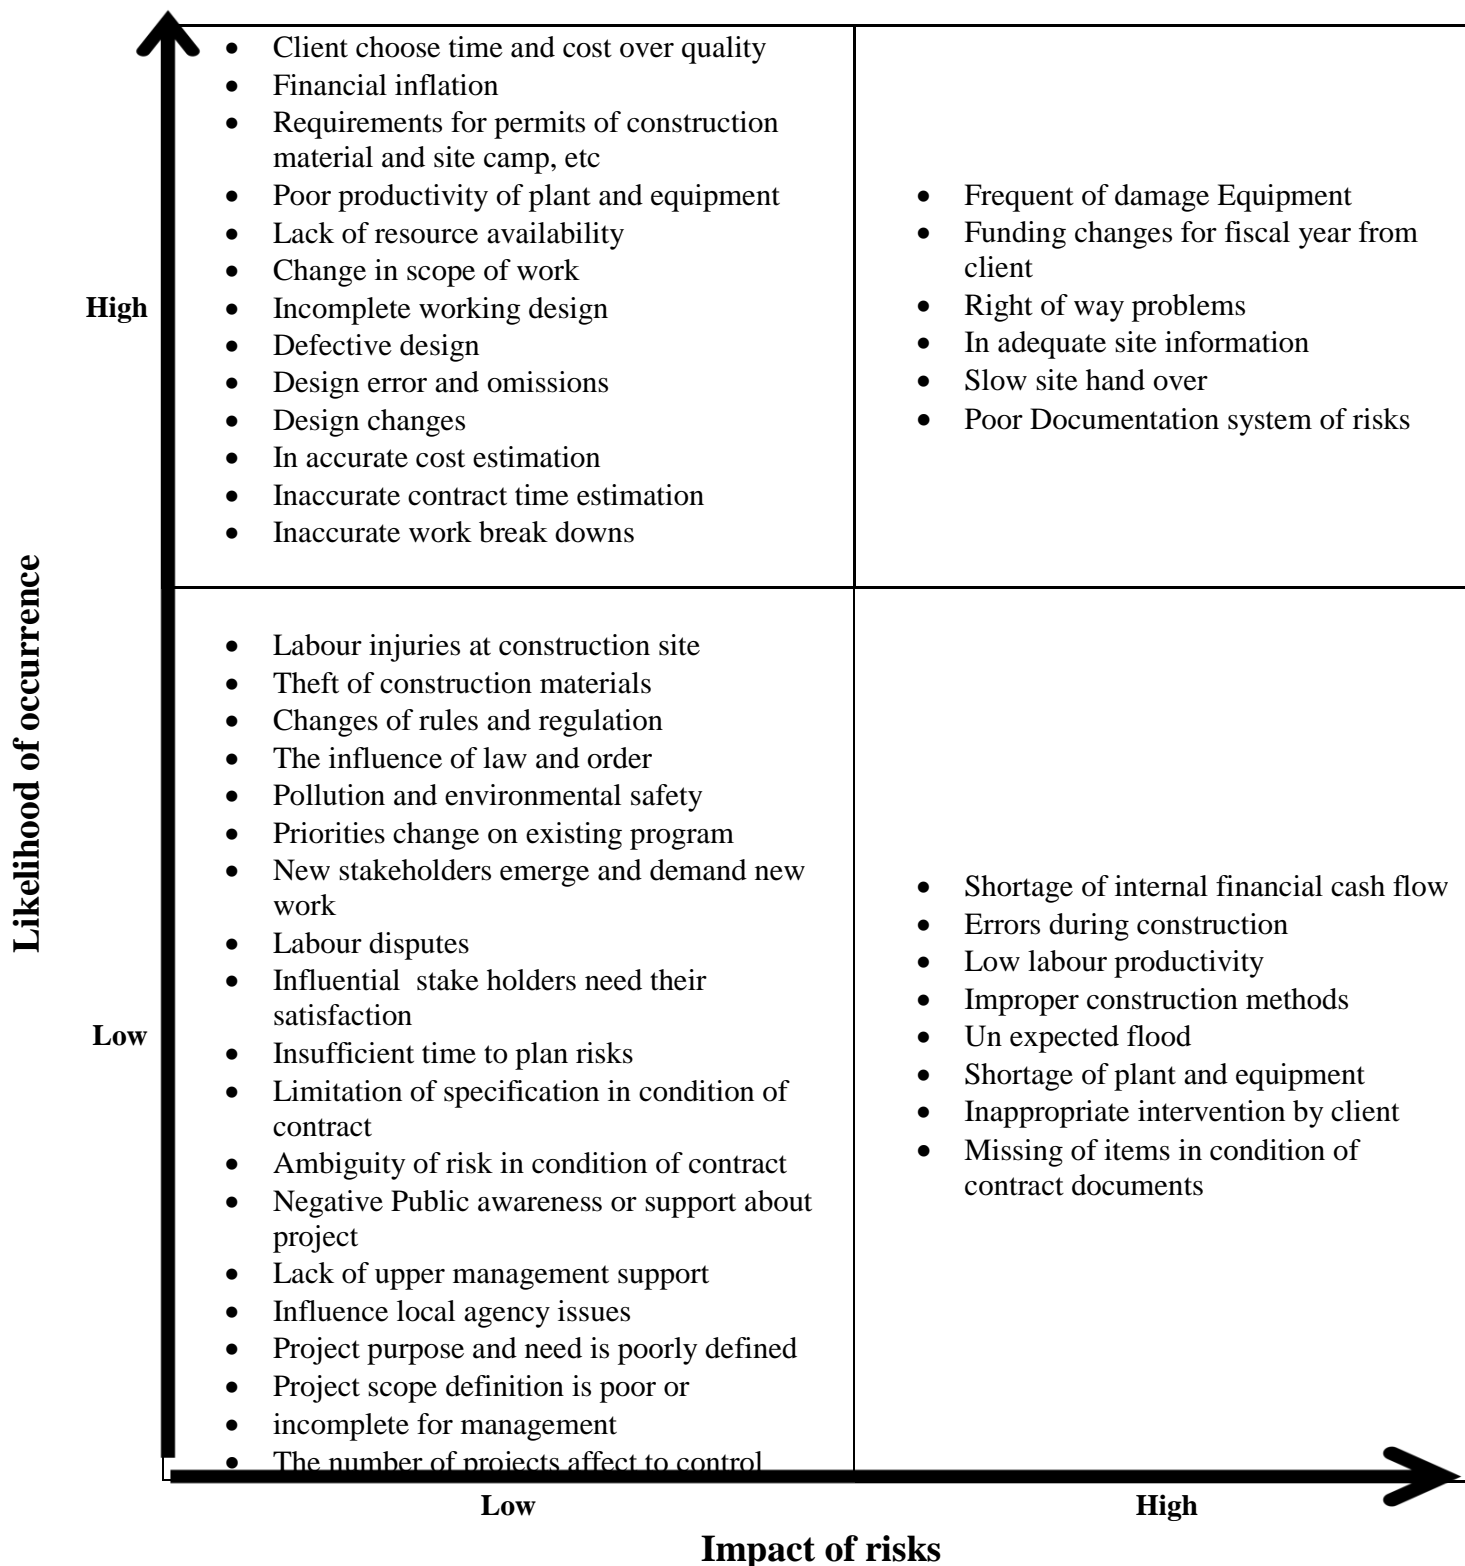 • Client choose time and cost over quality
• Financial inflation
• Requirements for permits of construction
material and site camp, etc
• Poor productivity of plant and equipment
• Lack of resource availability
• Change in scope of work
• Incomplete working design
• Defective design
• Design error and omissions
• Design changes
• In accurate cost estimation
• Inaccurate contract time estimation
• Inaccurate work break downs
• Frequent of damage Equipment
• Funding changes for fiscal year from
client
• Right of way problems
• In adequate site information
• Slow site hand over
• Poor Documentation system of risks
High
Likelihood of occurrence
• Labour injuries at construction site
• Theft of construction materials
• Changes of rules and regulation
• The influence of law and order
• Pollution and environmental safety
• Priorities change on existing program
• New stakeholders emerge and demand new
work
• Labour disputes
• Influential  stake holders need their
satisfaction
• Insufficient time to plan risks
• Limitation of specification in condition of
contract
• Ambiguity of risk in condition of contract
• Negative Public awareness or support about
project
• Lack of upper management support
• Influence local agency issues
• Project purpose and need is poorly defined
• Project scope definition is poor or
• incomplete for management
• The number of projects affect to control
• Shortage of internal financial cash flow
• Errors during construction
• Low labour productivity
• Improper construction methods
• Un expected flood
• Shortage of plant and equipment
• Inappropriate intervention by client
• Missing of items in condition of
contract documents
Low
Low
High
Impact of risks